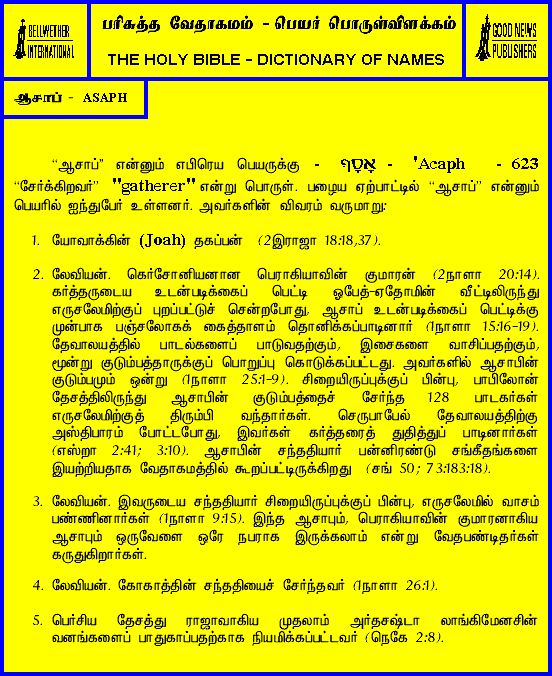 BELLWETHER
INTERNATIONAL
பரிசுத்த வேதாகமம் - பெயர் பொருள்விளக்கம்
THE HOLY BIBLE - DICTIONARY OF NAMES
GOOD NEWS
PUBLISHERS
ஆசாப் - ASAPH
“ஆசாப்” என்னும் எபிரெய பெயருக்கு - אָסָף - 'Acaph - 623
“சேர்க்கிறவர்” "gatherer" என்று பொருள். பழைய ஏற்பாட்டில் “ஆசாப்” என்னும்
பெயரில் ஐந்துபேர் உள்ளனர். அவர்களின் விவரம் வருமாறு:
1. யோவாக்கின் (Joah) தகப்பன் (2இராஜா 18:18,37).
2. லேவியன். கெர்சோனியனான பெராகியாவின் குமாரன் (2நாளா 20:14).
கர்த்தருடைய உடன்படிக்கைப் பெட்டி ஓபேத்-ஏதோமின் வீட்டிலிருந்து
எருசலேமிற்குப் புறப்பட்டுச் சென்றபோது, ஆசாப் உடன்படிக்கைப் பெட்டிக்கு
முன்பாக பஞ்சலோகக் கைத்தாளம் தொனிக்கப்பாடினார் (1நாளா 15:16-19).
தேவாலயத்தில் பாடல்களைப் பாடுவதற்கும், இசைகளை வாசிப்பதற்கும்,
மூன்று குடும்பத்தாருக்குப் பொறுப்பு கொடுக்கப்பட்டது. அவர்களில் ஆசாபின்
குடும்பமும் ஒன்று (1நாளா 25:1-9). சிறையிருப்புக்குப் பின்பு, பாபிலோன்
தேசத்திலிருந்து ஆசாபின் குடும்பத்தைச் சேர்ந்த 128 பாடகர்கள்
எருசலேமிற்குத் திரும்பி வந்தார்கள். செருபாபேல் தேவாலயத்திற்கு
அஸ்திபாரம் போட்டபோது, இவர்கள் கர்த்தரைத் துதித்துப் பாடினார்கள்
(எஸ்றா 2:41; 3:10). ஆசாபின் சந்ததியார் பன்னிரண்டு சங்கீதங்களை
இயற்றியதாக வேதாகமத்தில் கூறப்பட்டிருக்கிறது (சங் 50; 73:183:18).
3. லேவியன். இவருடைய சந்ததியார் சிறையிருப்புக்குப் பின்பு, எருசலேமில் வாசம்
பண்ணினார்கள் (1நாளா 9:15). இந்த ஆசாபும், பெராகியாவின் குமாரனாகிய
ஆசாபும் ஒருவேளை ஒரே நபராக இருக்கலாம் என்று வேதபண்டிதர்கள்
கருதுகிறார்கள்.
4. லேவியன். கோகாத்தின் சந்ததியைச் சேர்ந்தவர் (1நாளா 26:1).
5. பெர்சிய தேசத்து ராஜாவாகிய முதலாம் அர்தசஷ்டா லாங்கிமேனசின்
வனங்களைப் பாதுகாப்பதற்காக நியமிக்கப்பட்டவர் (நெகே 2:8).